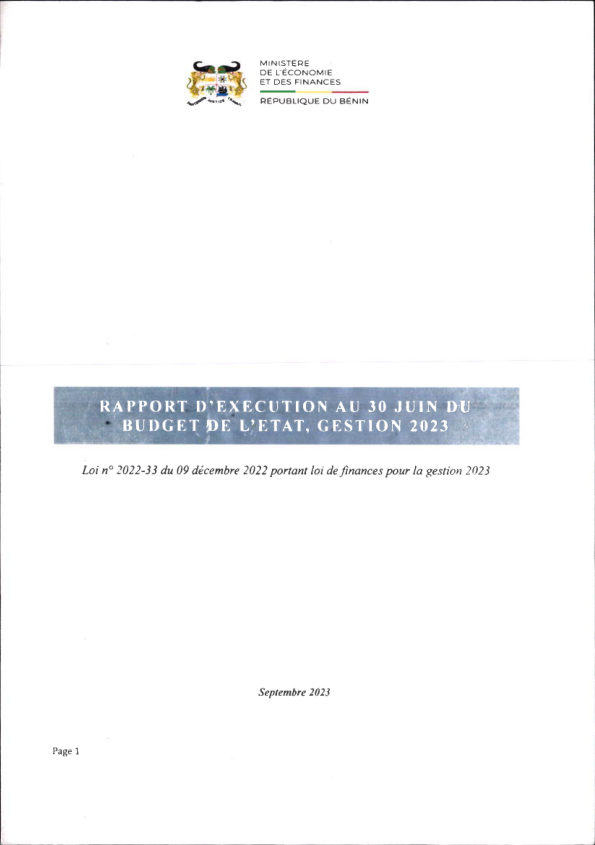 MINISTÈRE
DE L'ÉCONOMIE
ET DES FINANCES
RÉPUBLIQUE DU BÉNIN
RAPPORT D'EXECUTION AU 30 JUIN DU
BUDGET DE L'ETAT, GESTION 2023
Loi n° 2022-33 du 09 décembre 2022 portant loi de finances pour la gestion 2023
Septembre 2023
Page 1